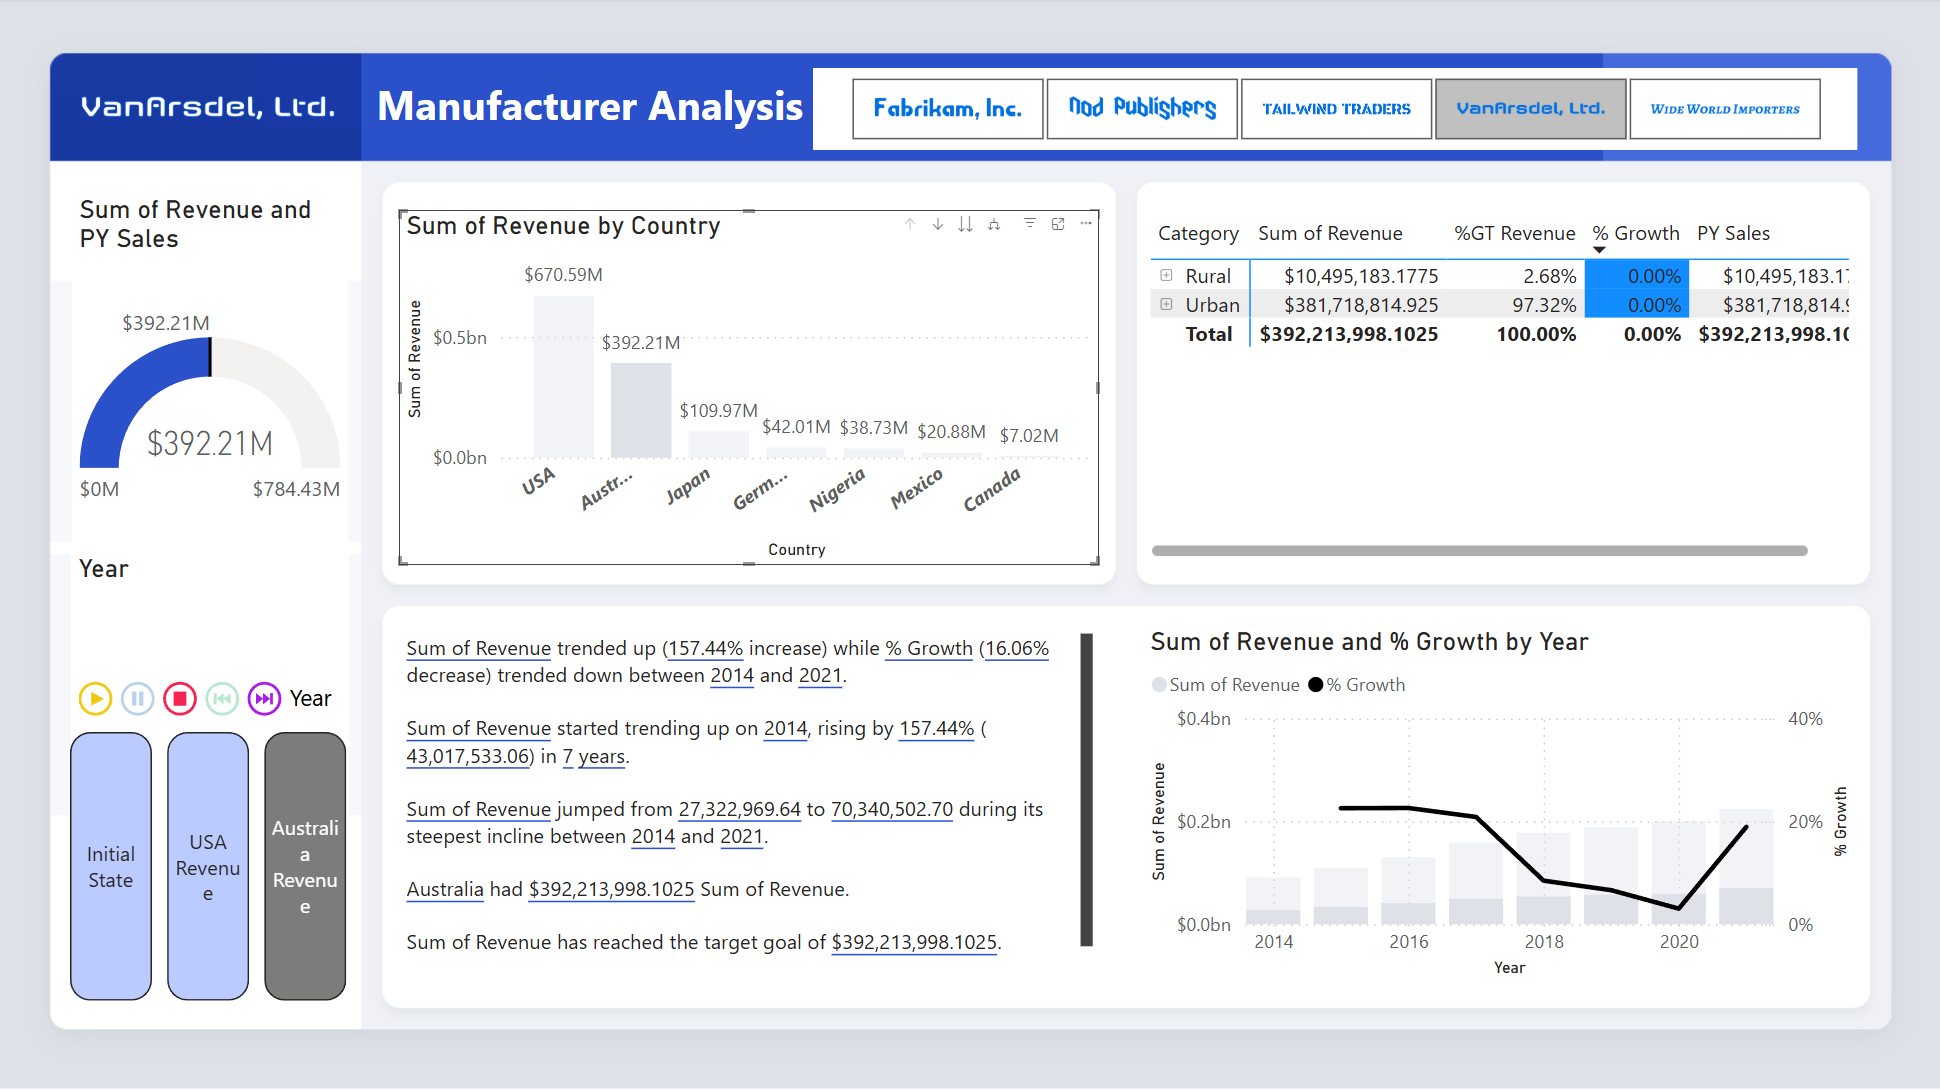 VanArsdel, Ltd.
Manufacturer Analysis
Fabrikam, Inc.
Nod Publishers
TAILWIND TRADERS
VanArsdel, Ltd.
WIDE WORLD IMPORTERS
Sum of Revenue and
PY Sales
$392.21M
$392.21M
$0M
$784.43M
Year
Year
Initial
State
USA
Revenu
e
Australi
a
Revenu
e
Sum of Revenue by Country
Sum of Revenue
$0.5bn
$0.0bn
$670.59M
$392.21M
$109.97M
$42.01M
$38.73M
$20.88M
$7.02M
USA
Austr...
Japan
Germ...
Nigeria
Mexico
Canada
Country
Category Sum of Revenue %GT Revenue % Growth PY Sales
Rural $10,495,183.1775 2.68% 0.00% $10,495,183.17
Urban $381,718,814.925 97.32% 0.00% $381,718,814.9
Total $392,213,998.1025 100.00% 0.00% $392,213,998.10
Sum of Revenue trended up (157.44% increase) while % Growth (16.06%
decrease) trended down between 2014 and 2021.
Sum of Revenue started trending up on 2014, rising by 157.44% (
43,017,533.06) in 7 years.
Sum of Revenue jumped from 27,322,969.64 to 70,340,502.70 during its
steepest incline between 2014 and 2021.
Australia had $392,213,998.1025 Sum of Revenue.
Sum of Revenue has reached the target goal of $392,213,998.1025.
Sum of Revenue and % Growth by Year
Sum of Revenue % Growth
Sum of Revenue
$0.4bn
$0.2bn
$0.0bn
40%
20%
0%
% Growth
2014 2016 2018 2020
Year